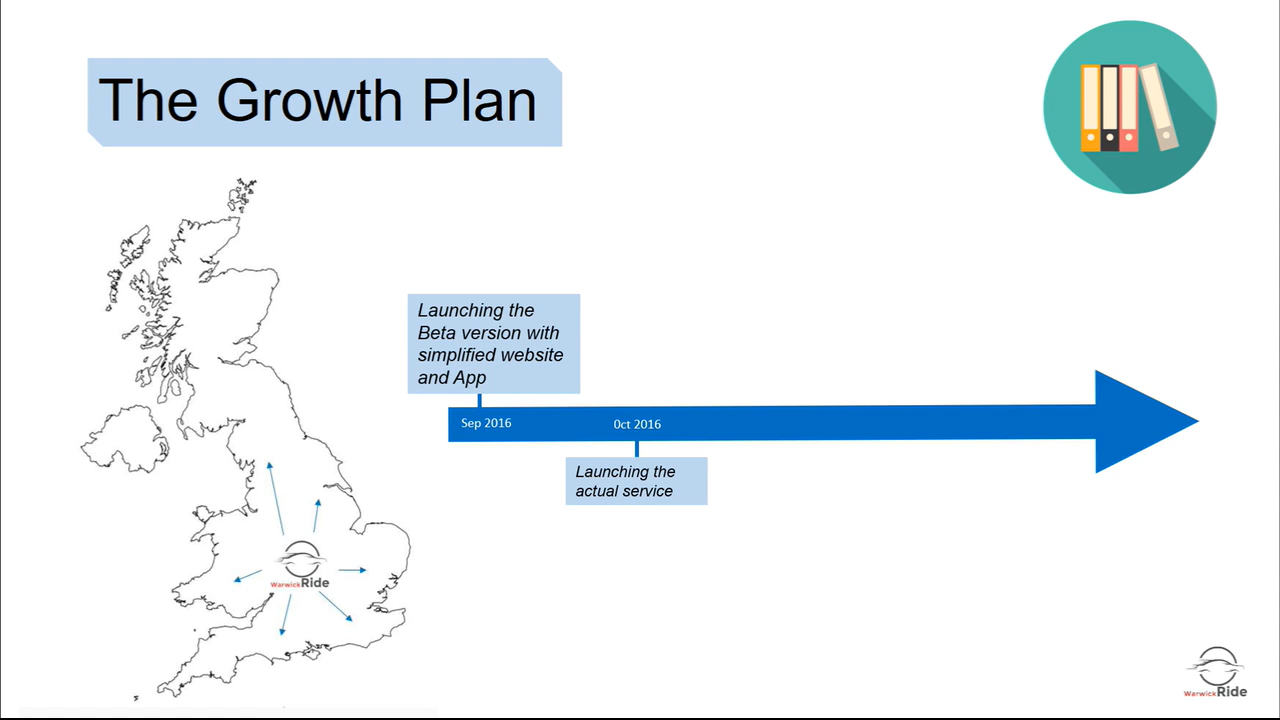 The Growth Plan
Launching the
Beta version with
simplified website
and App
Sep 2016
0ct 2016
Launching the
actual service
WarwickRide
WarwickRide